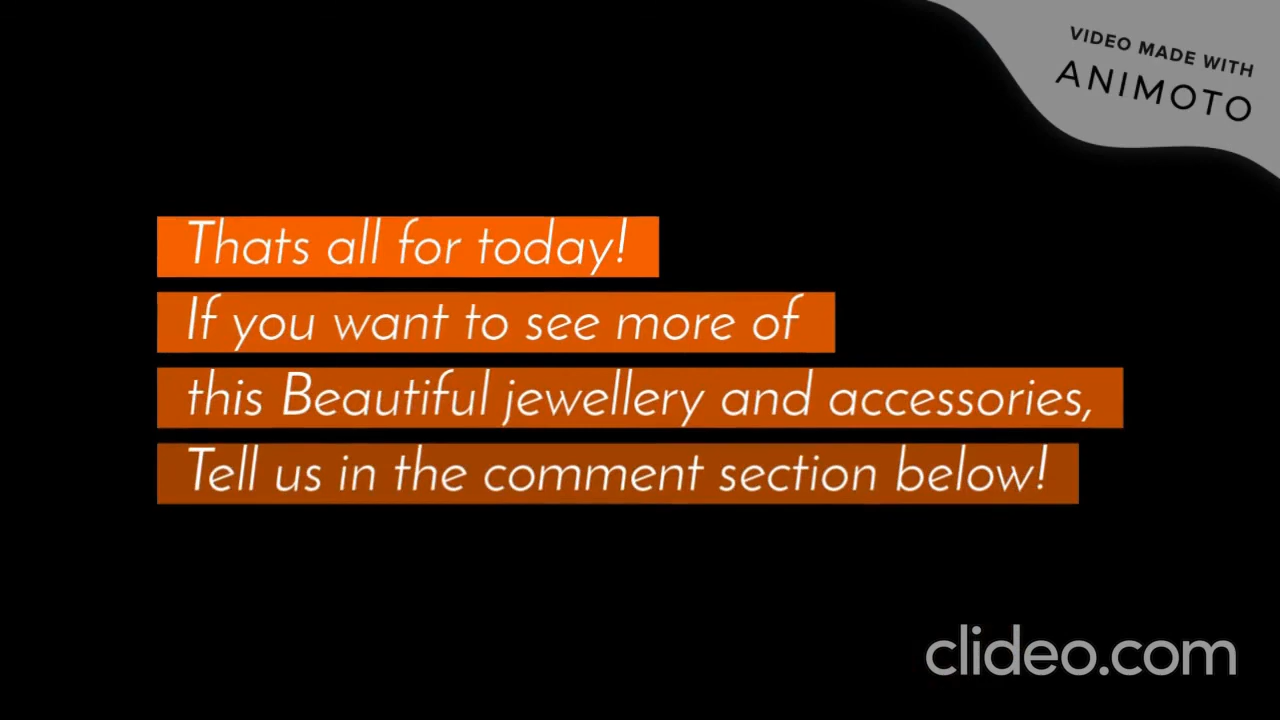 VIDEO MADE WITH
ANIMOTO
Thats all for today!
If you want to see more of
this Beautiful jewellery and accessories,
Tell us in the comment section below!
clideo.com